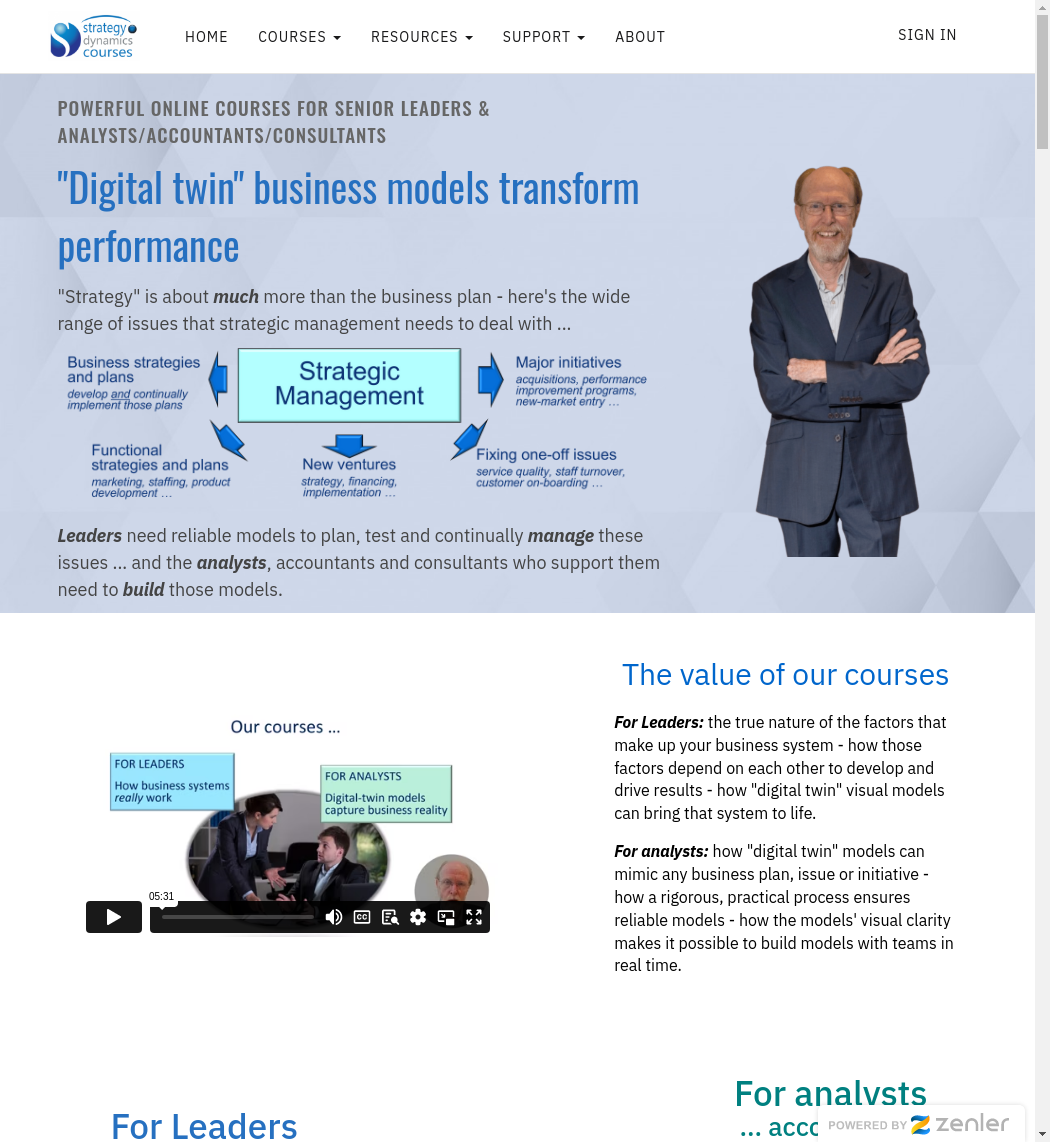 strategy
dynamics
courses
HOME
COURSES
RESOURCES
SUPPORT
ABOUT
SIGN IN
POWERFUL ONLINE COURSES FOR SENIOR LEADERS &
ANALYSTS/ACCOUNTANTS/CONSULTANTS
"Digital twin" business models transform
performance
"Strategy" is about much more than the business plan - here's the wide
range of issues that strategic management needs to deal with ...
Business strategies
and plans
develop and continually
implement those plans
Strategic
Management
Major initiatives
acquisitions, performance
improvement programs,
new-market entry ...
Functional
strategies and plans
marketing, staffing, product
development ...
New ventures
strategy, financing,
implementation ...
Fixing one-off issues
service quality, staff turnover,
customer on-boarding ...
Leaders need reliable models to plan, test and continually manage these
issues ... and the analysts, accountants and consultants who support them
need to build those models.
Our courses ...
FOR LEADERS
How business systems
really work
FOR ANALYSTS
Digital-twin models
capture business reality
05:31
CC
The value of our courses
For Leaders: the true nature of the factors that
make up your business system - how those
factors depend on each other to develop and
drive results - how "digital twin" visual models
can bring that system to life.
For analysts: how "digital twin" models can
mimic any business plan, issue or initiative -
how a rigorous, practical process ensures
reliable models - how the models' visual clarity
makes it possible to build models with teams in
real time.
For Leaders
For analysts
... acco
POWERED BY zenler